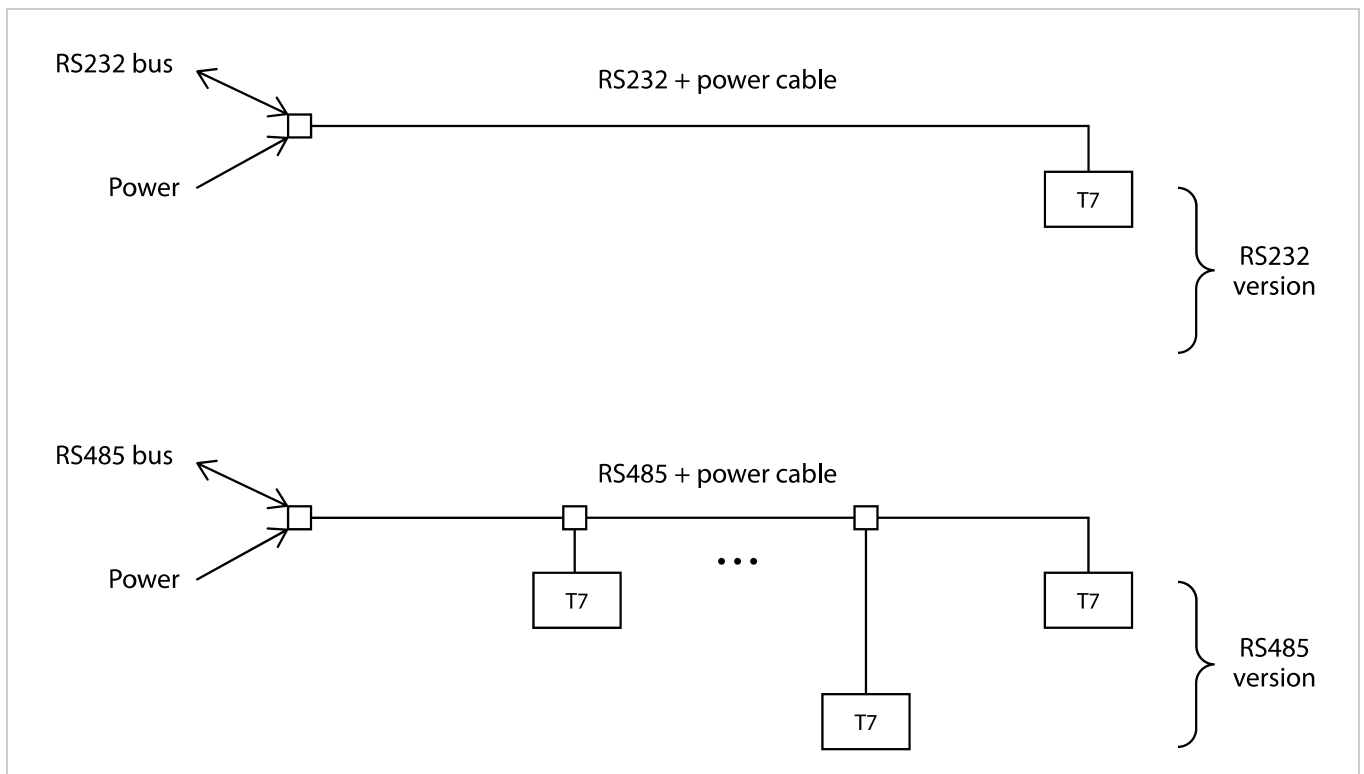 RS232 bus
RS232 + power cable
Power
T7
RS232
version
RS485 bus
RS485 + power cable
•••
Power
T7
T7
RS485
version
T7